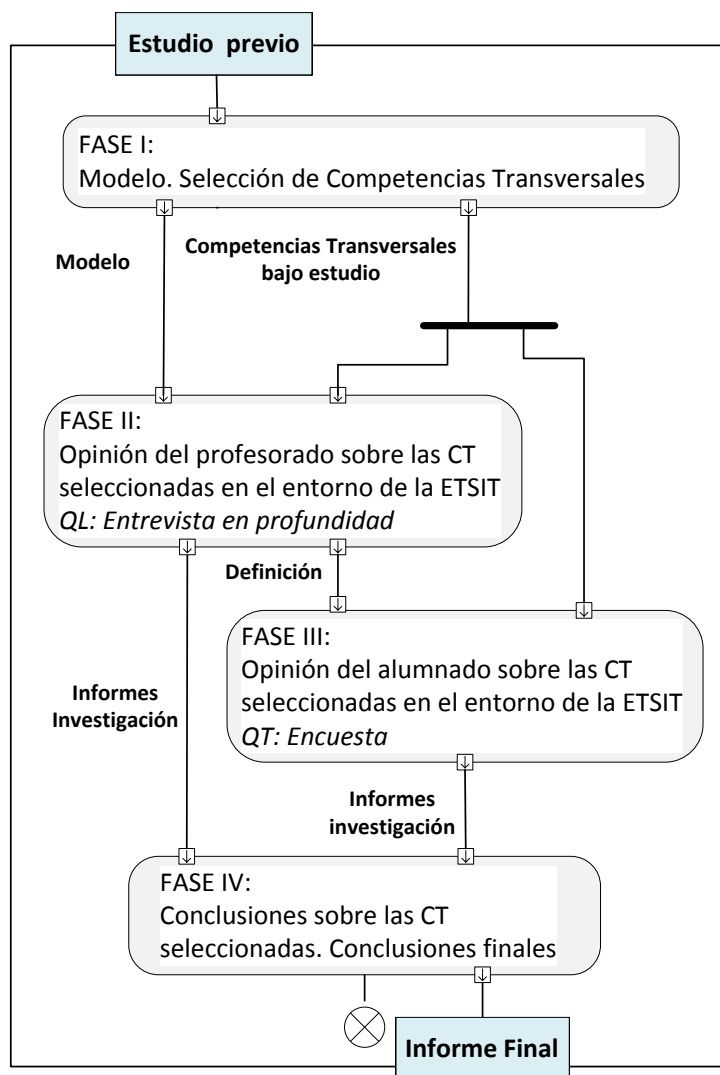 Estudio previo
FASE I:
Modelo. Selección de Competencias Transversales
Modelo
Competencias Transversales
bajo estudio
FASE II:
Opinión del profesorado sobre las CT
seleccionadas en el entorno de la ETSIT
QL: Entrevista en profundidad
Definición
FASE III:
Opinión del alumnado sobre las CT
seleccionadas en el entorno de la ETSIT
QT: Encuesta
Informes
Investigación
Informes
investigación
FASE IV:
Conclusiones sobre las CT
seleccionadas. Conclusiones finales
Informe Final